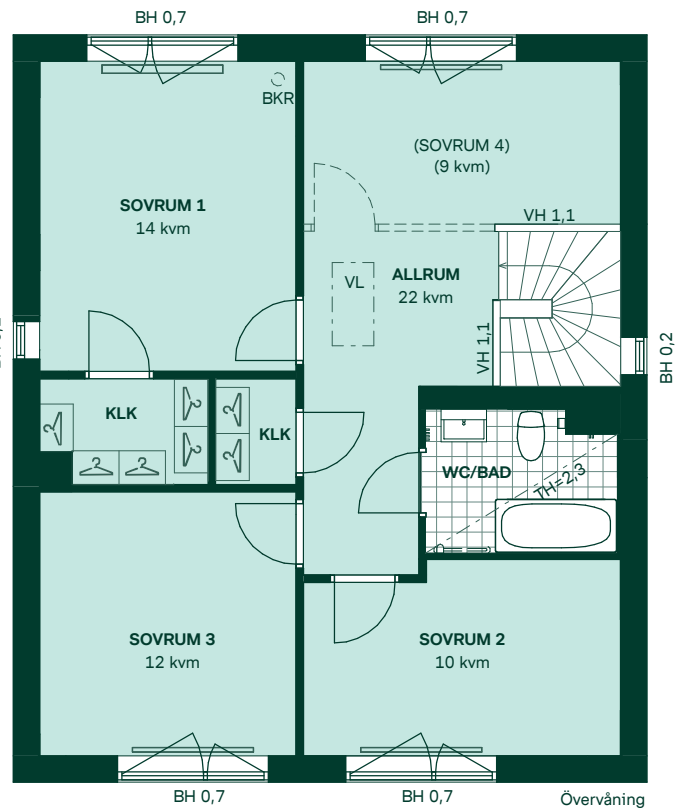 BH 0,7
BH 0,7
BKR
(SOVRUM 4)
(9 kvm)
SOVRUM 1
14 kvm
VH 1,1
VL
ALLRUM
22 kvm
VH 1,1
BH 0,2
KLK
KLK
WC/BAD
TH=2,3
SOVRUM 3
12 kvm
SOVRUM 2
10 kvm
BH 0,7
BH 0,7
Övervåning